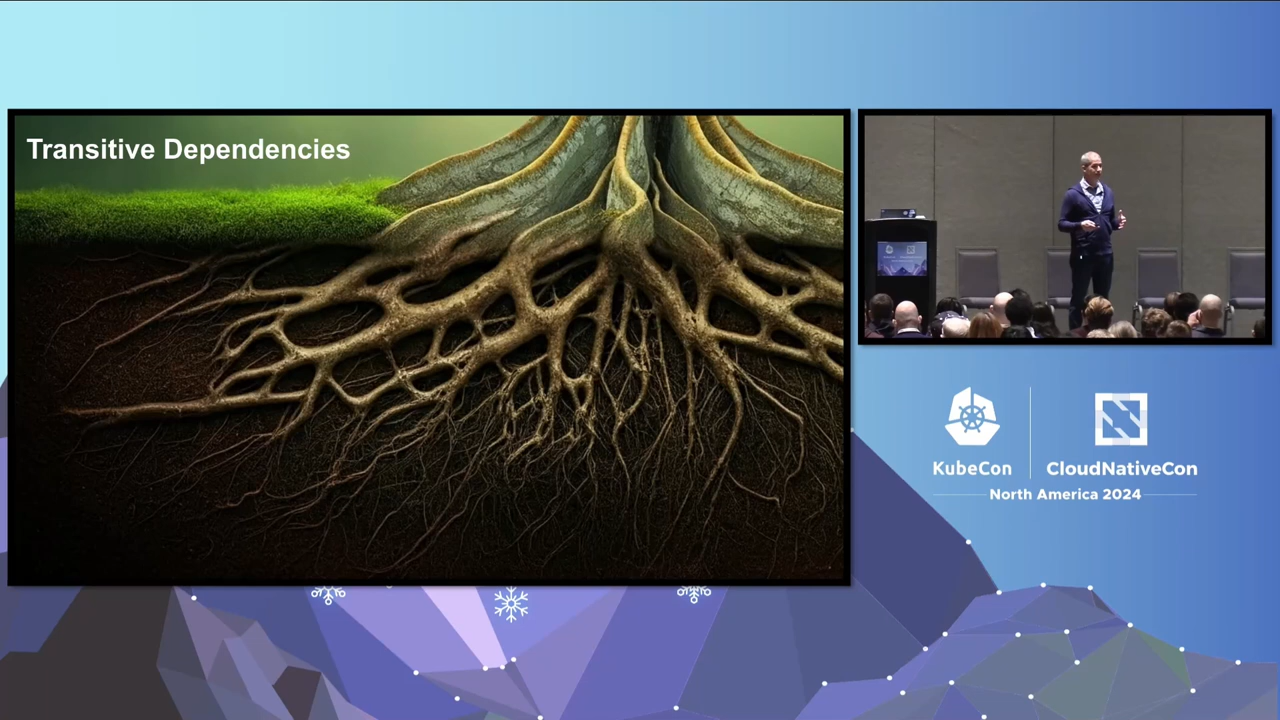 Transitive Dependencies
KubeCon
CloudNativeCon
North America 2024